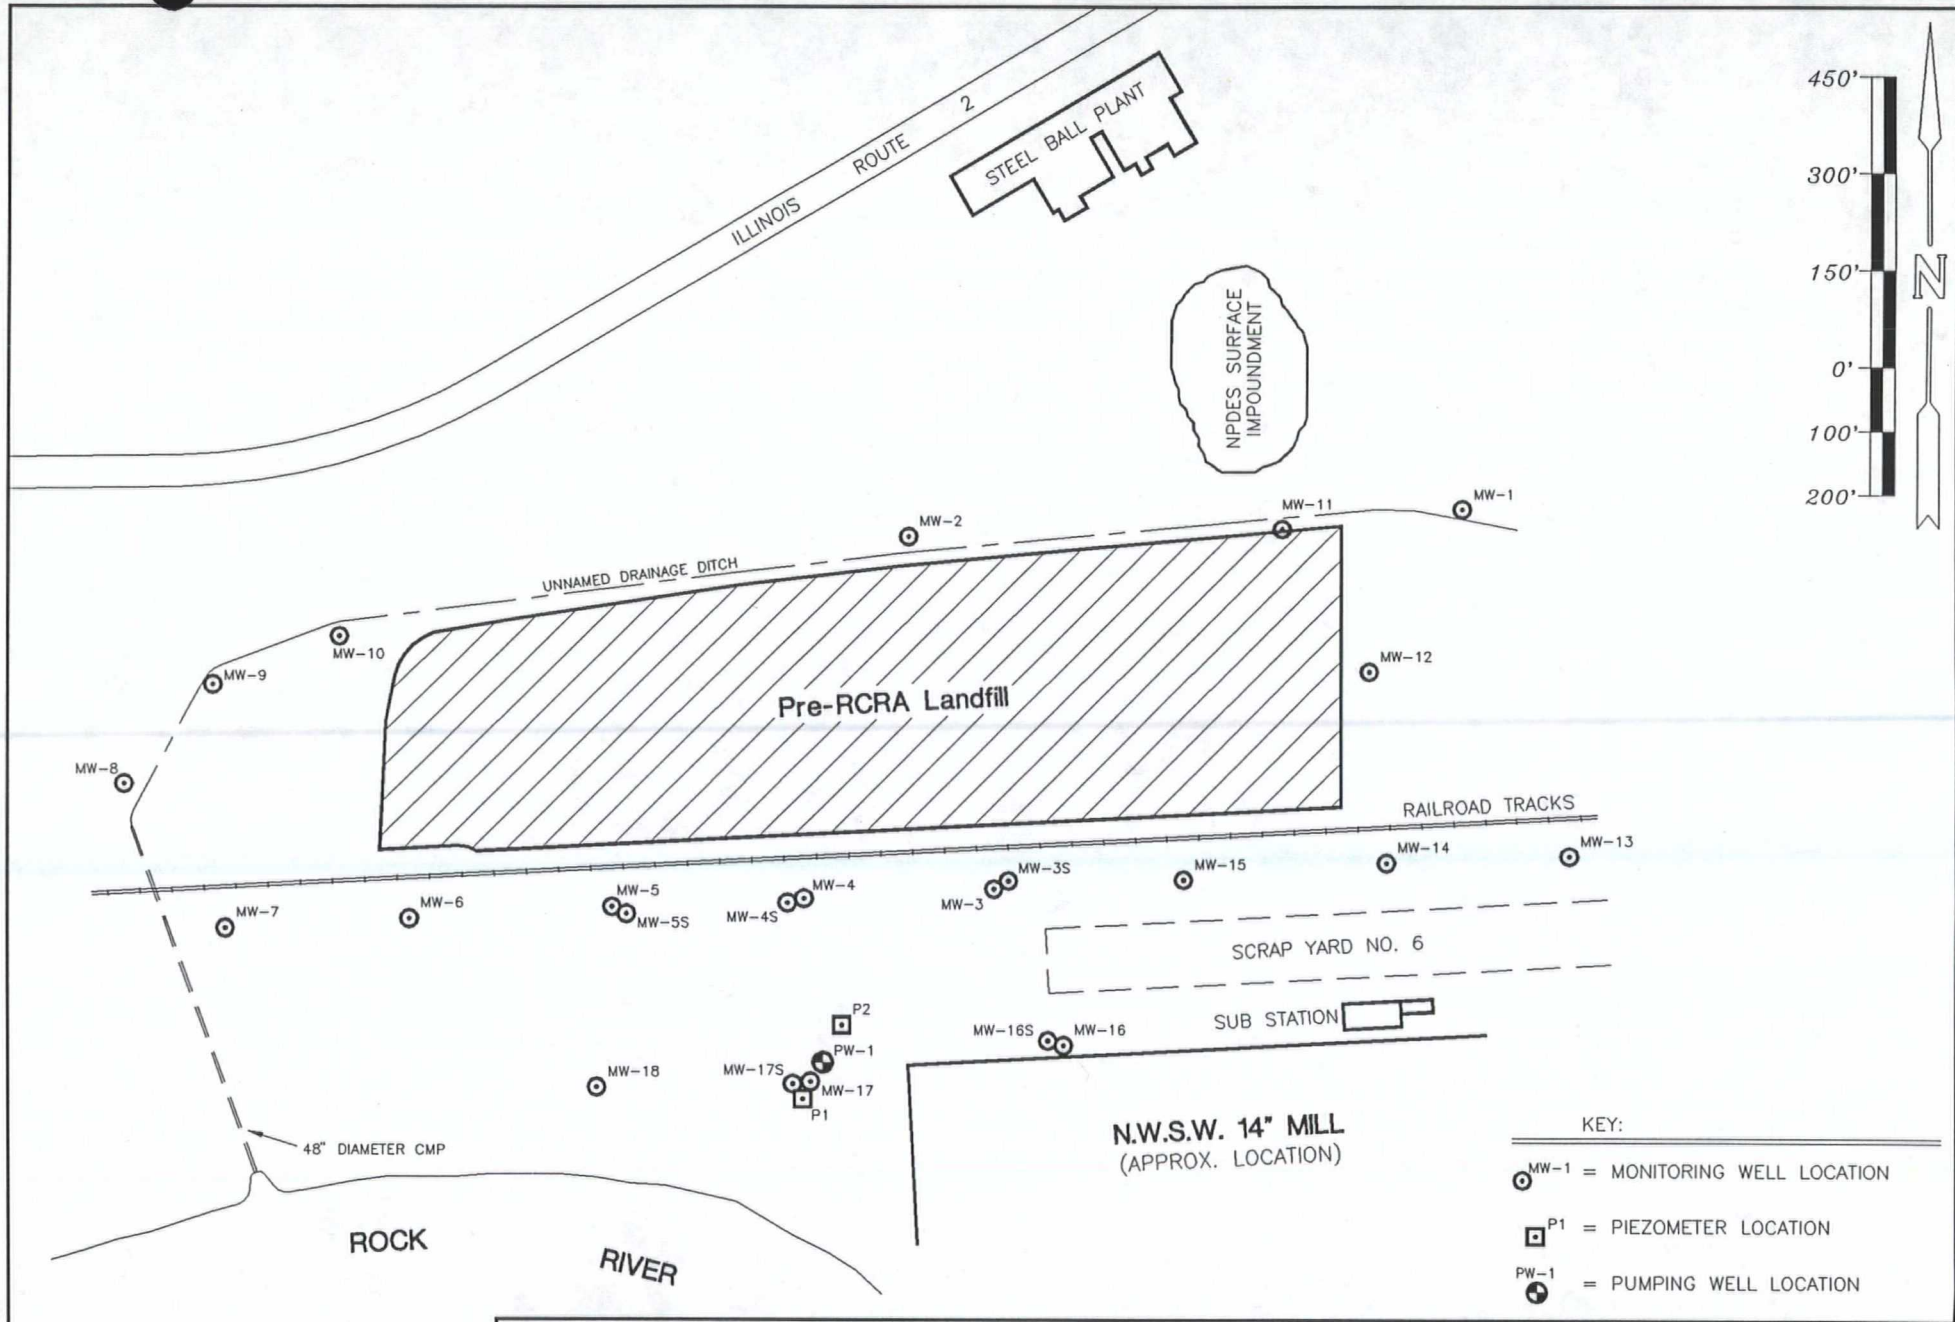 ILLINOIS ROUTE 2
STEEL BALL PLANT
450'
300'
150'
0'
100'
200'
N
NPDES SURFACE
IMPOUNDMENT
MW-1
MW-11
MW-2
UNNAMED DRAINAGE DITCH
MW-10
MW-9
MW-12
Pre-RCRA Landfill
MW-8
RAILROAD TRACKS
MW-13
MW-14
MW-15
MW-3S
MW-3
MW-4
MW-4S
MW-5
MW-5S
MW-6
MW-7
SCRAP YARD NO. 6
SUB STATION
P2
MW-16S
MW-16
PW-1
MW-18
MW-17S
MW-17
P1
48" DIAMETER CMP
N.W.S.W. 14" MILL
(APPROX. LOCATION)
ROCK
RIVER
KEY:
MW-1 = MONITORING WELL LOCATION
P1 = PIEZOMETER LOCATION
PW-1 = PUMPING WELL LOCATION